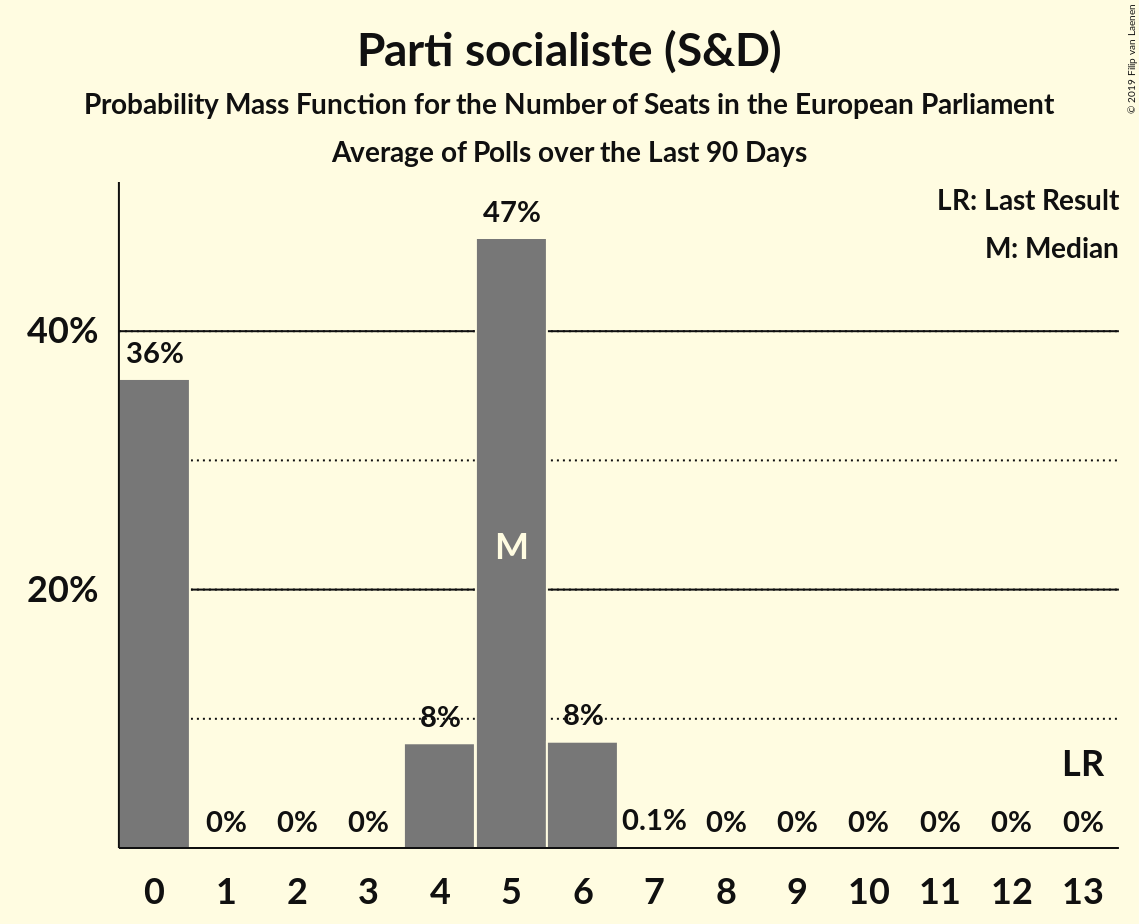 Parti socialiste (S&D)
Probability Mass Function for the Number of Seats in the European Parliament
Average of Polls over the Last 90 Days
© 2019 Filip van Laenen
LR: Last Result
M: Median
47%
40%
36%
M
20%
8%
8%
LR
0% 0% 0% 0.1% 0% 0% 0% 0% 0% 0%
0 1 2 3 4 5 6 7 8 9 10 11 12 13